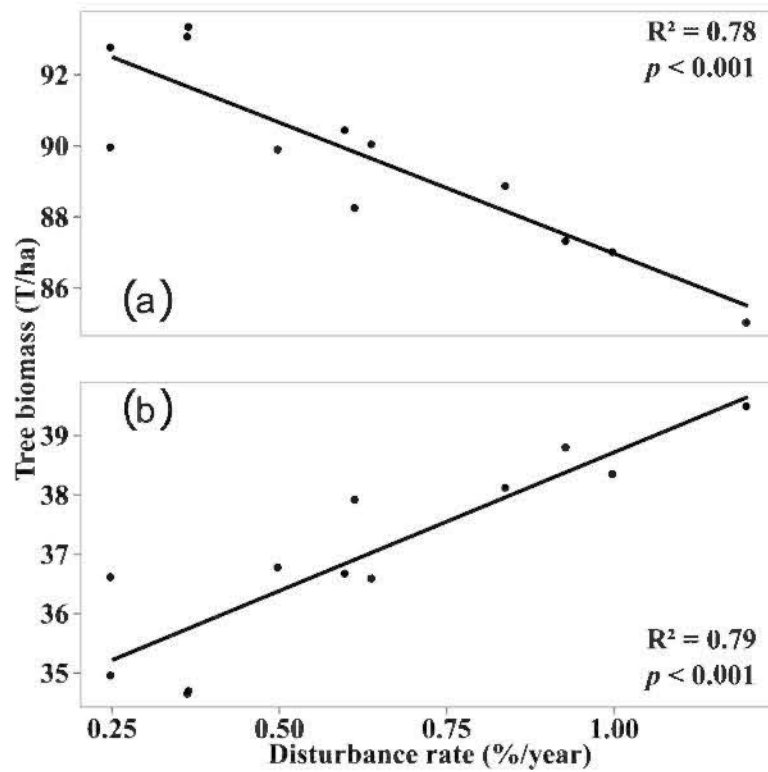 R² = 0.78
p < 0.001
92
90
88
86
(a)
Tree biomass (T/ha)
(b)
39
38
37
36
35
R² = 0.79
p < 0.001
0.25 0.50 0.75 1.00
Disturbance rate (%/year)